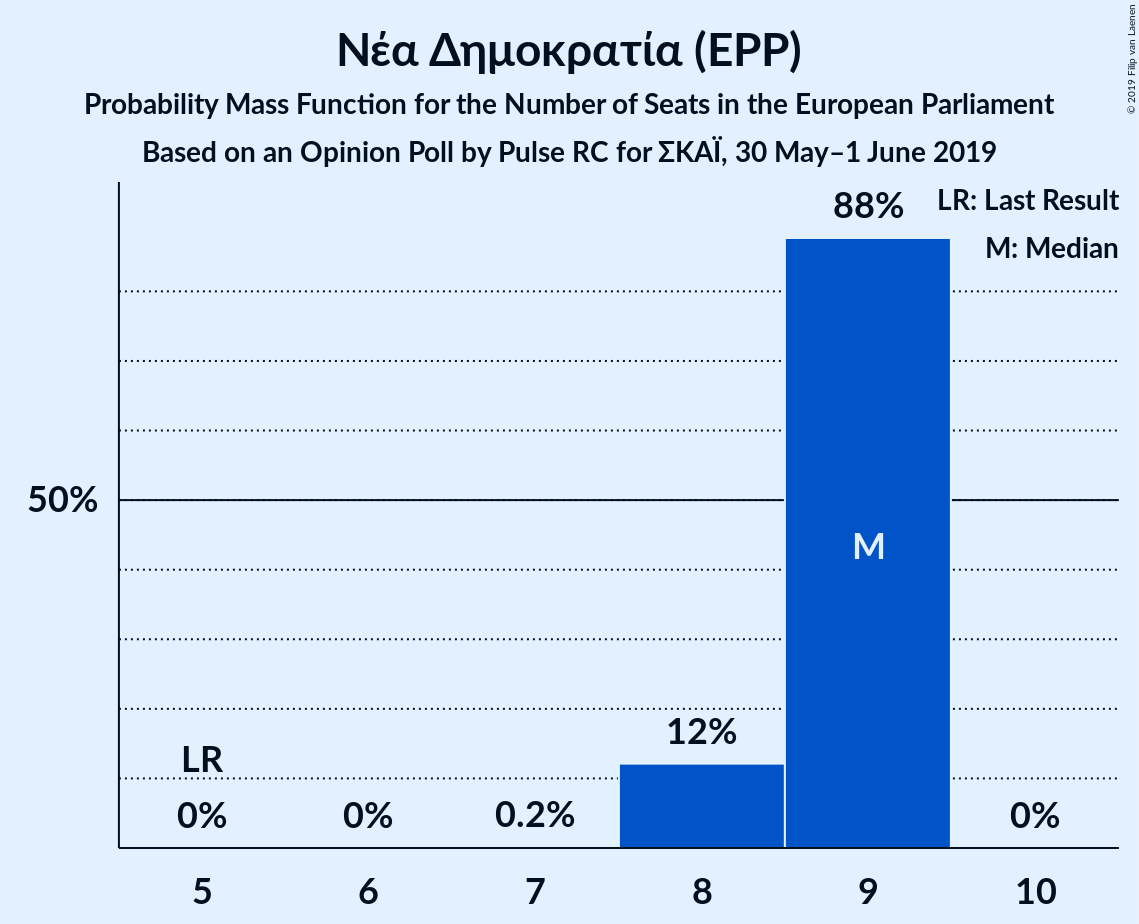 Νέα Δημοκρατία (EPP)
Probability Mass Function for the Number of Seats in the European Parliament
Based on an Opinion Poll by Pulse RC for ΣΚΑΪ, 30 May–1 June 2019
© 2019 Filip van Laenen
LR: Last Result
M: Median
88%
50%
M
12%
LR
0%
0%
0.2%
0%
5
6
7
8
9
10